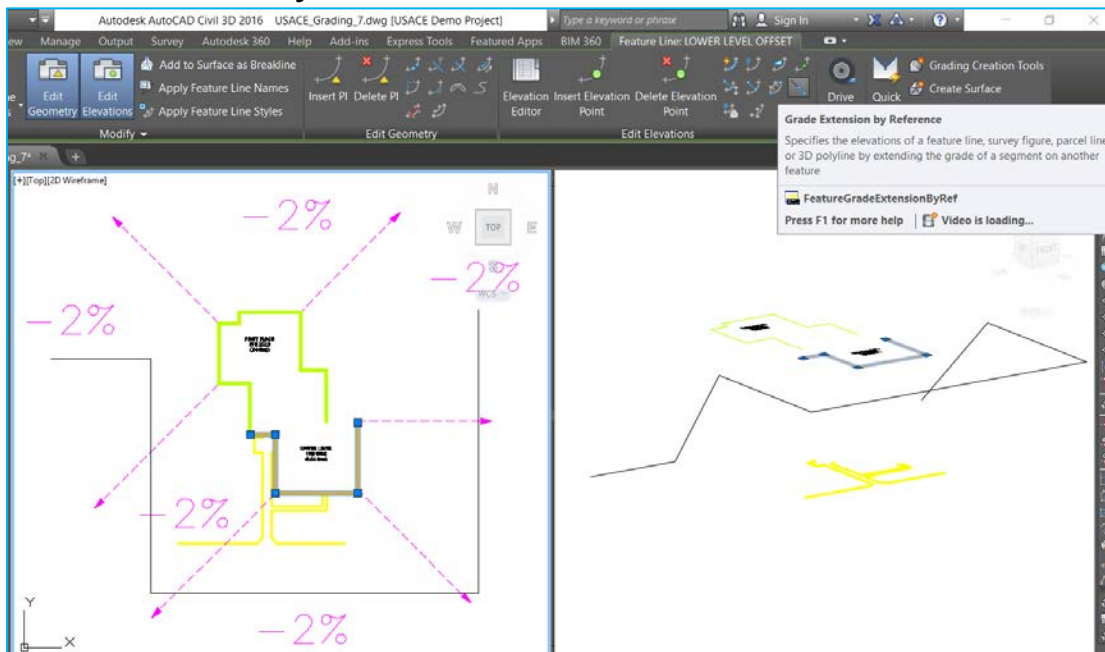 Autodesk AutoCAD Civil 3D 2016 USACE_Grading_7.dwg [USACE Demo Project] Type a keyword or phrase Sign In
Manage Output Survey Autodesk 360 Help Add-ins Express Tools Featured Apps BIM 360 Feature Line: LOWER LEVEL OFFSET
Edit Geometry
Edit Elevations
Add to Surface as Breakline
Apply Feature Line Names
Apply Feature Line Styles
Insert PI Delete PI
Elevation Editor
Insert Elevation Point
Delete Elevation Point
Drive
Quick
Grading Creation Tools
Create Surface
Modify
Edit Geometry
Edit Elevations
Grade Extension by Reference
Specifies the elevations of a feature line, survey figure, parcel line
or 3D polyline by extending the grade of a segment on another
feature
FeatureGradeExtensionByRef
Press F1 for more help Video is loading...
[+][Top][2D Wireframe]
N
W TOP E
S
WCS
-2%
-2%
-2%
-2%
-2%
Y
X